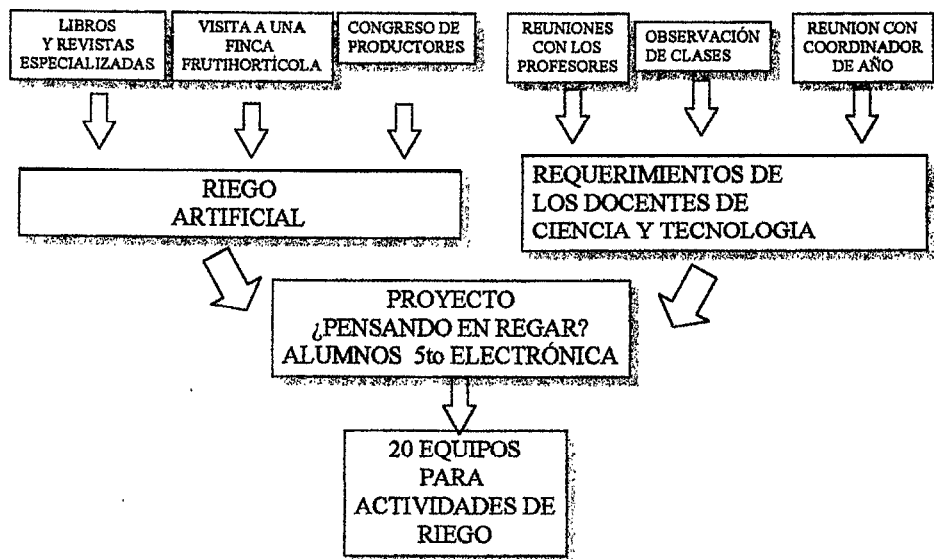 LIBROS
Y REVISTAS
ESPECIALIZADAS
VISITA A UNA
FINCA
FRUTIHORTÍCOLA
CONGRESO DE
PRODUCTORES
REUNIONES
CON LOS
PROFESORES
OBSERVACIÓN
DE CLASES
REUNION CON
COORDINADOR
DE AÑO
RIEGO
ARTIFICIAL
REQUERIMIENTOS DE
LOS DOCENTES DE
CIENCIA Y TECNOLOGIA
PROYECTO
¿PENSANDO EN REGAR?
ALUMNOS 5to ELECTRÓNICA
20 EQUIPOS
PARA
ACTIVIDADES DE
RIEGO